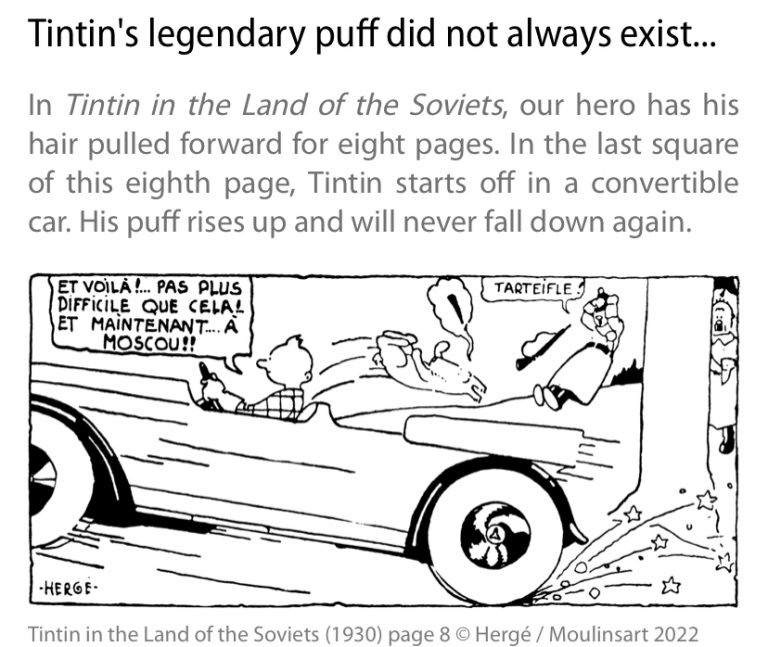 Tintin's legendary puff did not always exist...
In Tintin in the Land of the Soviets, our hero has his
hair pulled forward for eight pages. In the last square
of this eighth page, Tintin starts off in a convertible
car. His puff rises up and will never fall down again.
ET VOILÀ!... PAS PLUS
DIFFICILE QUE CELA!
ET MAINTENANT... À
MOSCOU!!
!
TARTEIFLE!
-HERGÉ-
Tintin in the Land of the Soviets (1930) page 8 © Hergé / Moulinsart 2022